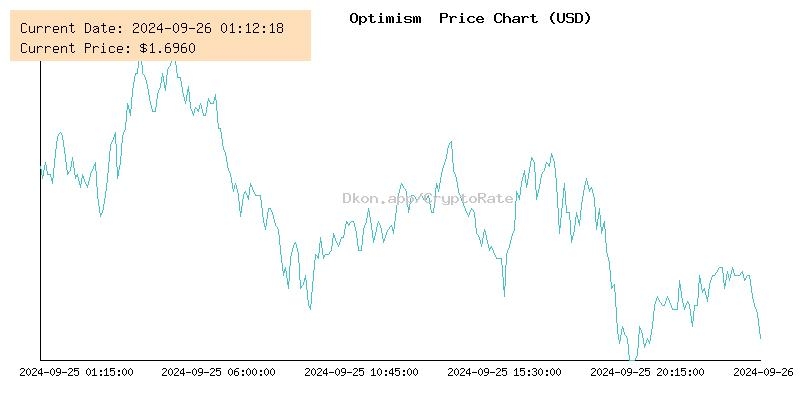 Optimism  Price Chart (USD)
Current Date: 2024-09-26 01:12:18
Current Price: $1.6960
Dkon.app/CryptoRate
2024-09-25 01:15:00 2024-09-25 06:00:00 2024-09-25 10:45:00 2024-09-25 15:30:00 2024-09-25 20:15:00 2024-09-26